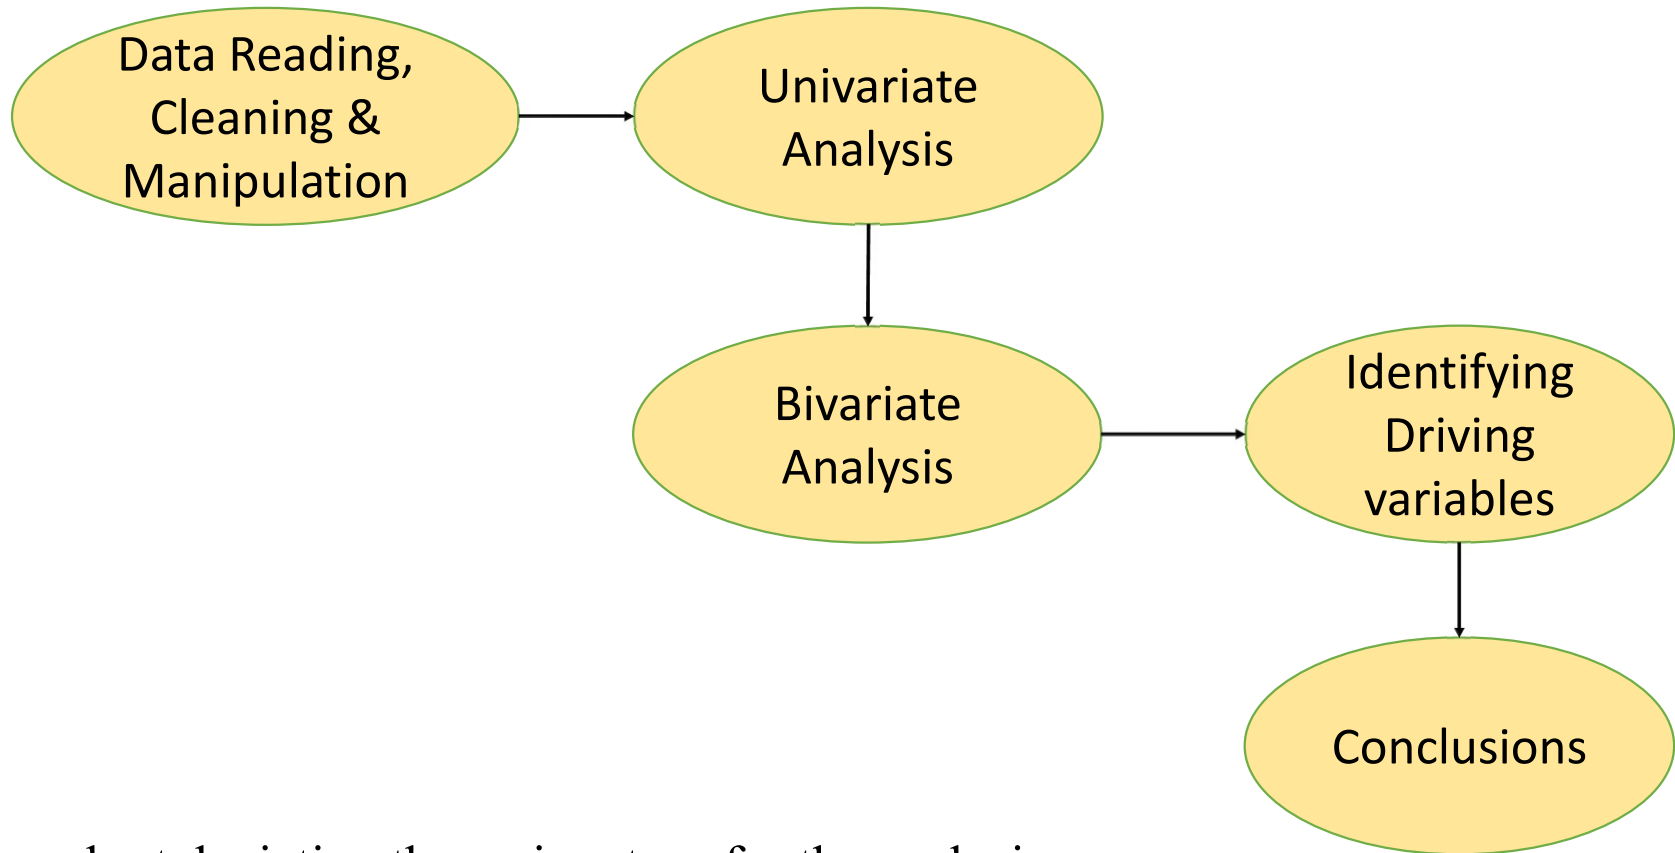 Data Reading,
Cleaning &
Manipulation
Univariate
Analysis
Bivariate
Analysis
Identifying
Driving
variables
Conclusions